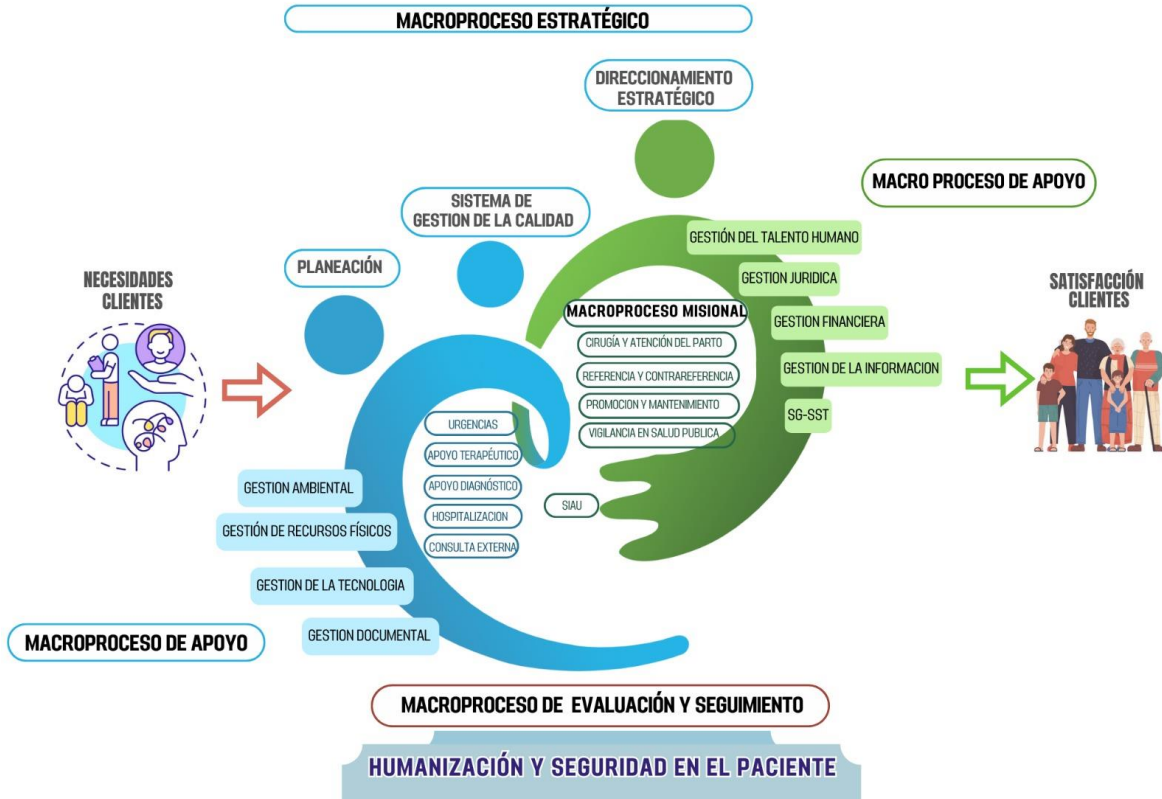 MACROPROCESO ESTRATÉGICO
DIRECCIONAMIENTO
ESTRATÉGICO
MACRO PROCESO DE APOYO
SISTEMA DE
GESTION DE LA CALIDAD
PLANEACIÓN
NECESIDADES
CLIENTES
GESTIÓN DEL TALENTO HUMANO
GESTION JURIDICA
GESTION FINANCIERA
GESTION DE LA INFORMACION
SG-SST
SATISFACCIÓN
CLIENTES
MACROPROCESO MISIONAL
CIRUGÍA Y ATENCIÓN DEL PARTO
REFERENCIA Y CONTRAREFERENCIA
PROMOCION Y MANTENIMIENTO
VIGILANCIA EN SALUD PUBLICA
URGENCIAS
APOYO TERAPÉUTICO
APOYO DIAGNÓSTICO
HOSPITALIZACION
CONSULTA EXTERNA
SIAU
GESTION AMBIENTAL
GESTIÓN DE RECURSOS FÍSICOS
GESTION DE LA TECNOLOGIA
GESTION DOCUMENTAL
MACROPROCESO DE APOYO
MACROPROCESO DE EVALUACIÓN Y SEGUIMIENTO
HUMANIZACIÓN Y SEGURIDAD EN EL PACIENTE